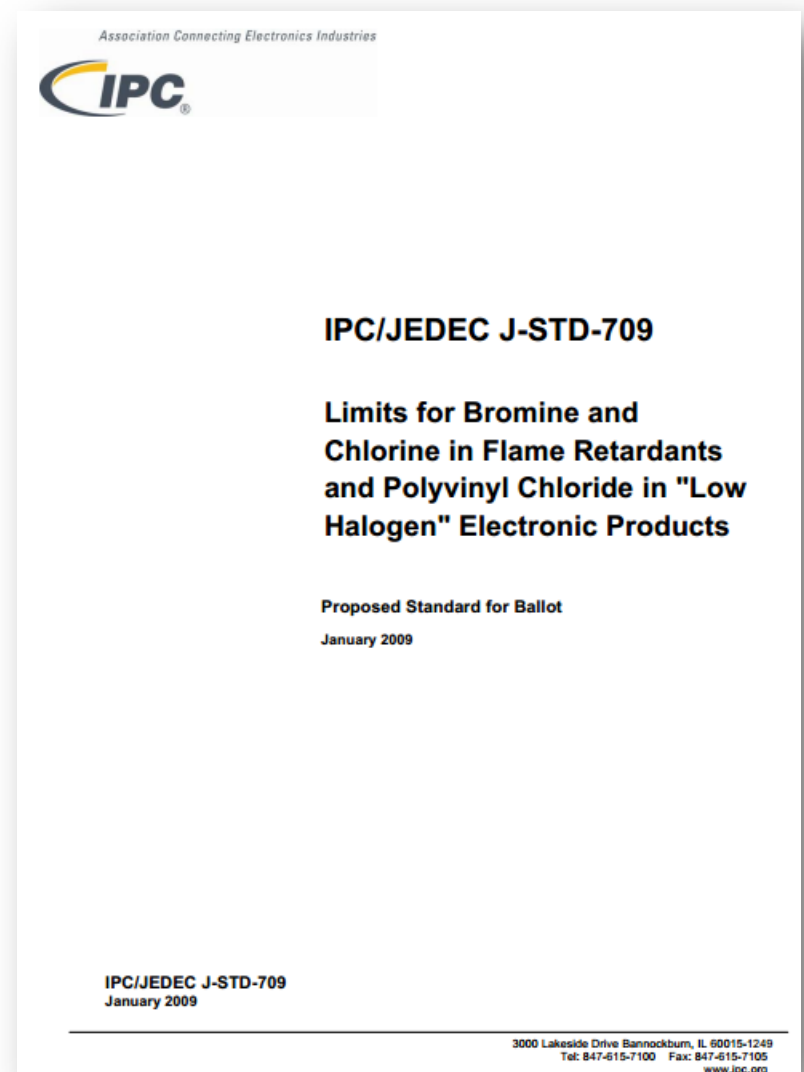 Association Connecting Electronics Industries
IPC®
IPC/JEDEC J-STD-709
Limits for Bromine and
Chlorine in Flame Retardants
and Polyvinyl Chloride in "Low
Halogen" Electronic Products
Proposed Standard for Ballot
January 2009
IPC/JEDEC J-STD-709
January 2009
3000 Lakeside Drive Bannockburn, IL 60015-1249
Tel: 847-615-7100 Fax: 847-615-7105
www.ipc.org